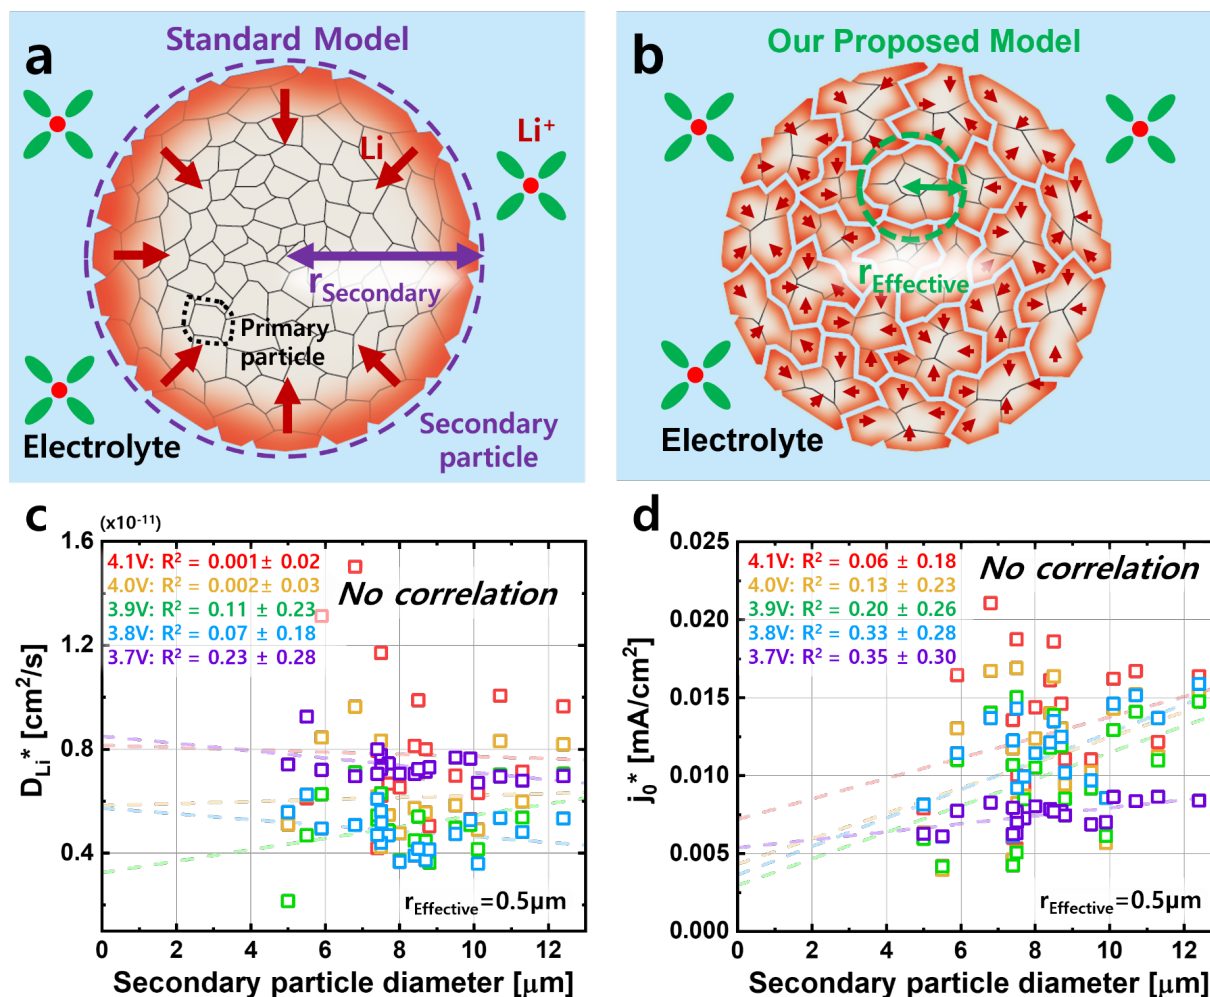 a
Standard Model
Li
Li⁺
r_Secondary
Primary
particle
Electrolyte
Secondary
particle
b
Our Proposed Model
r_Effective
Electrolyte
c
(x10⁻¹¹)
4.1V: R² = 0.001± 0.02
4.0V: R² = 0.002± 0.03
3.9V: R² = 0.11 ± 0.23
3.8V: R² = 0.07 ± 0.18
3.7V: R² = 0.23 ± 0.28
No correlation
r_Effective=0.5μm
D_Li* [cm²/s]
1.6
1.2
0.8
0.4
0 2 4 6 8 10 12
Secondary particle diameter [μm]
d
4.1V: R² = 0.06 ± 0.18
4.0V: R² = 0.13 ± 0.23
3.9V: R² = 0.20 ± 0.26
3.8V: R² = 0.33 ± 0.28
3.7V: R² = 0.35 ± 0.30
No correlation
r_Effective=0.5μm
j₀* [mA/cm²]
0.025
0.020
0.015
0.010
0.005
0.000
0 2 4 6 8 10 12
Secondary particle diameter [μm]